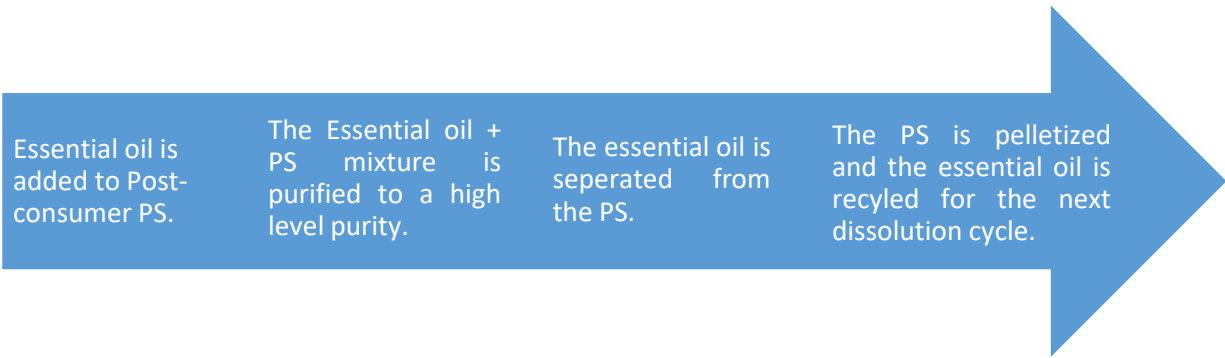 Essential oil is
added to Post-
consumer PS.
The Essential oil +
PS mixture is
purified to a high
level purity.
The essential oil is
seperated from
the PS.
The PS is pelletized
and the essential oil is
recyled for the next
dissolution cycle.